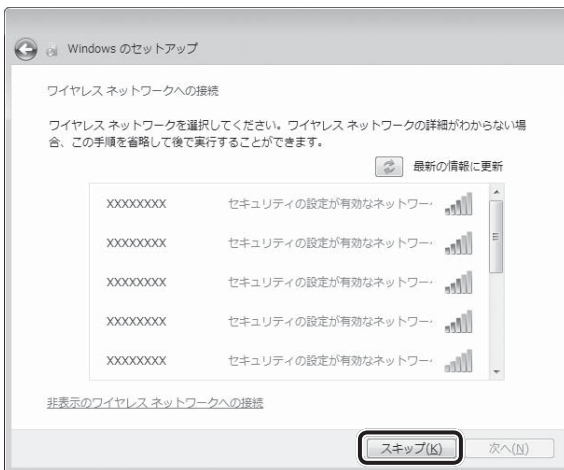 Windows のセットアップ
ワイヤレス ネットワークへの接続
ワイヤレス ネットワークを選択してください。ワイヤレス ネットワークの詳細がわからない場
合、この手順を省略して後で実行することができます。
最新の情報に更新
XXXXXXXX セキュリティの設定が有効なネットワー
XXXXXXXX セキュリティの設定が有効なネットワー
XXXXXXXX セキュリティの設定が有効なネットワー
XXXXXXXX セキュリティの設定が有効なネットワー
XXXXXXXX セキュリティの設定が有効なネットワー
非表示のワイヤレス ネットワークへの接続
スキップ(K) 次へ(N)